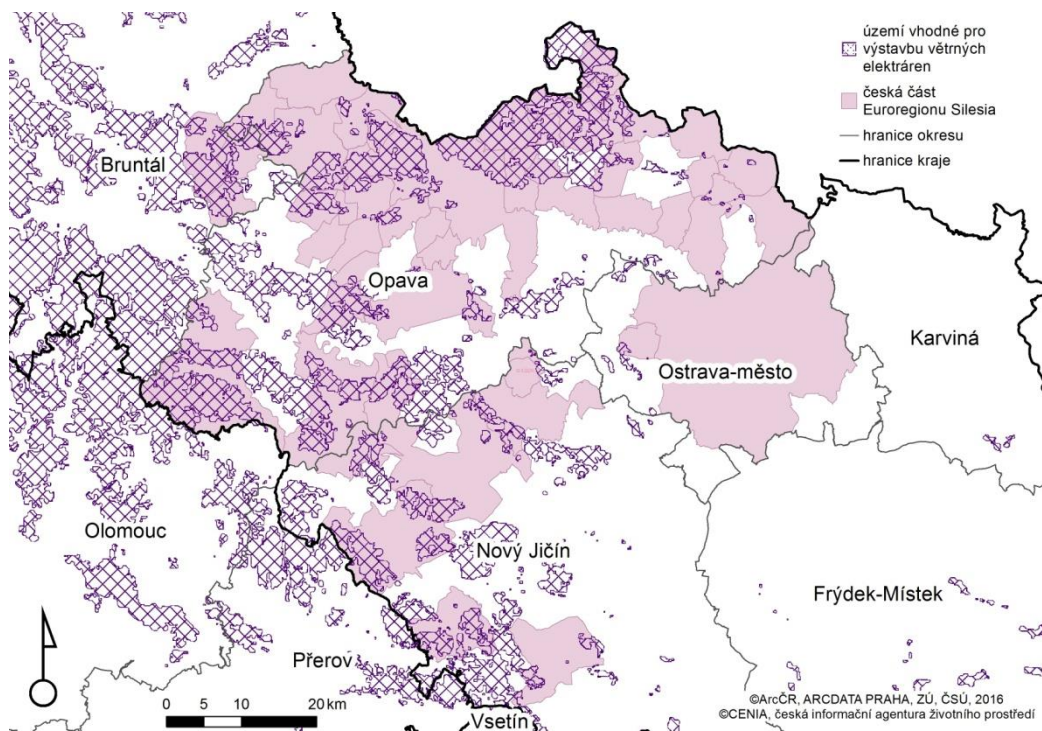 území vhodné pro
výstavbu větrných
elektráren
česká část
Euroregionu Silesia
hranice okresu
hranice kraje
Bruntál
Opava
Karviná
Ostrava-město
Olomouc
Nový Jičín
Frýdek-Místek
Přerov
Vsetín
0 5 10 20 km
©ArcČR, ARCDATA PRAHA, ZÚ, ČSÚ, 2016
©CENIA, česká informační agentura životního prostředí